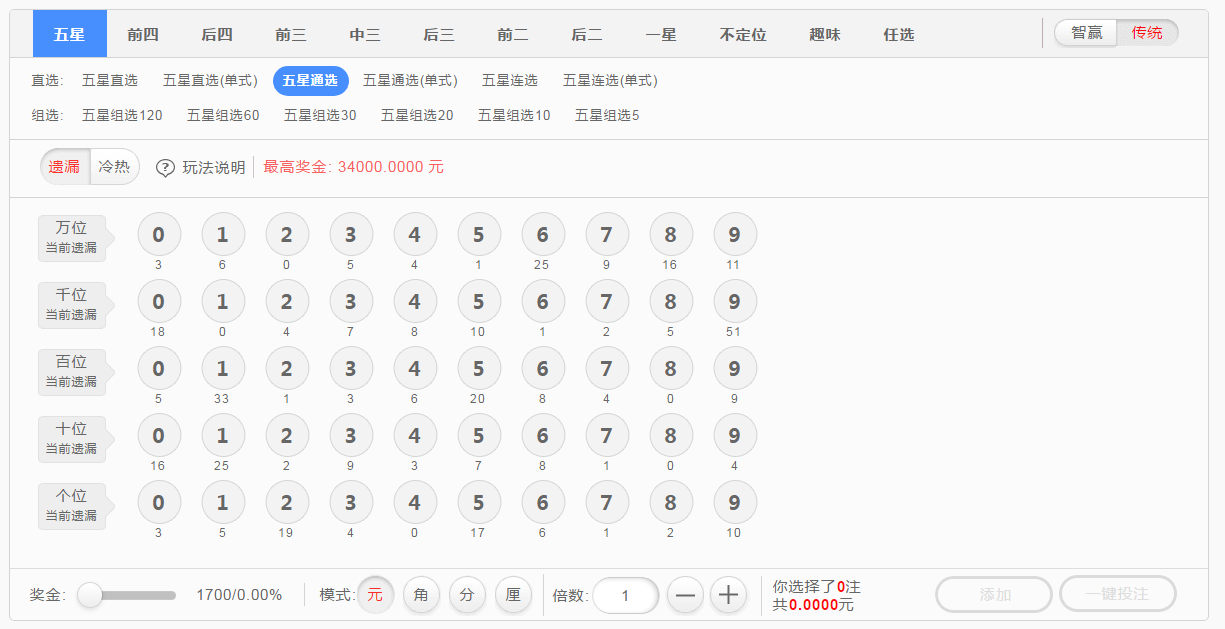 五星 前四 后四 前三 中三 后三 前二 后二 一星 不定位 趣味 任选 智赢 传统
直选: 五星直选 五星直选(单式) 五星通选 五星通选(单式) 五星连选 五星连选(单式)
组选: 五星组选120 五星组选60 五星组选30 五星组选20 五星组选10 五星组选5
遗漏 冷热 ? 玩法说明 最高奖金: 34000.0000 元
万位 0 1 2 3 4 5 6 7 8 9
当前遗漏 3 6 0 5 4 1 25 9 16 11
千位 0 1 2 3 4 5 6 7 8 9
当前遗漏 18 0 4 7 8 10 1 2 5 51
百位 0 1 2 3 4 5 6 7 8 9
当前遗漏 5 33 1 3 6 20 8 4 0 9
十位 0 1 2 3 4 5 6 7 8 9
当前遗漏 16 25 2 9 3 7 8 1 0 4
个位 0 1 2 3 4 5 6 7 8 9
当前遗漏 3 5 19 4 0 17 6 1 2 10
奖金: 1700/0.00% 模式: 元 角 分 厘 倍数: 1 — + 你选择了0注
共0.0000元 添加 一键投注